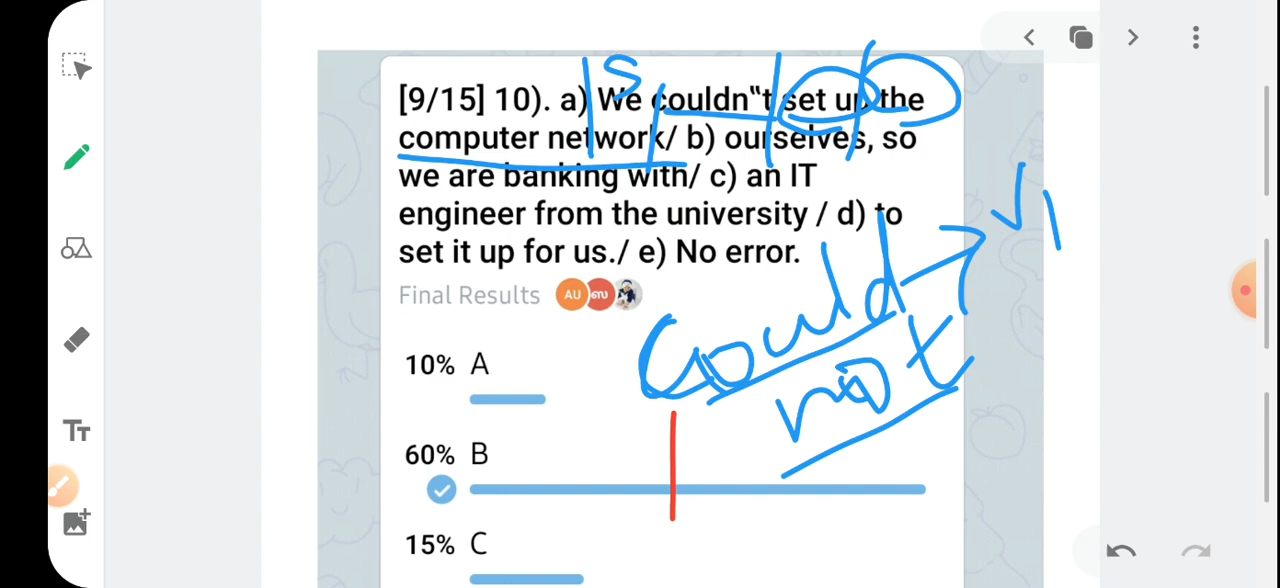 [9/15] 10). a) We couldn"t set up the
computer network/ b) ourselves, so
we are banking with/ c) an IT
engineer from the university / d) to
set it up for us./ e) No error.
Final Results AU
S
Could → V1
not
10% A
60% B
15% C
TT